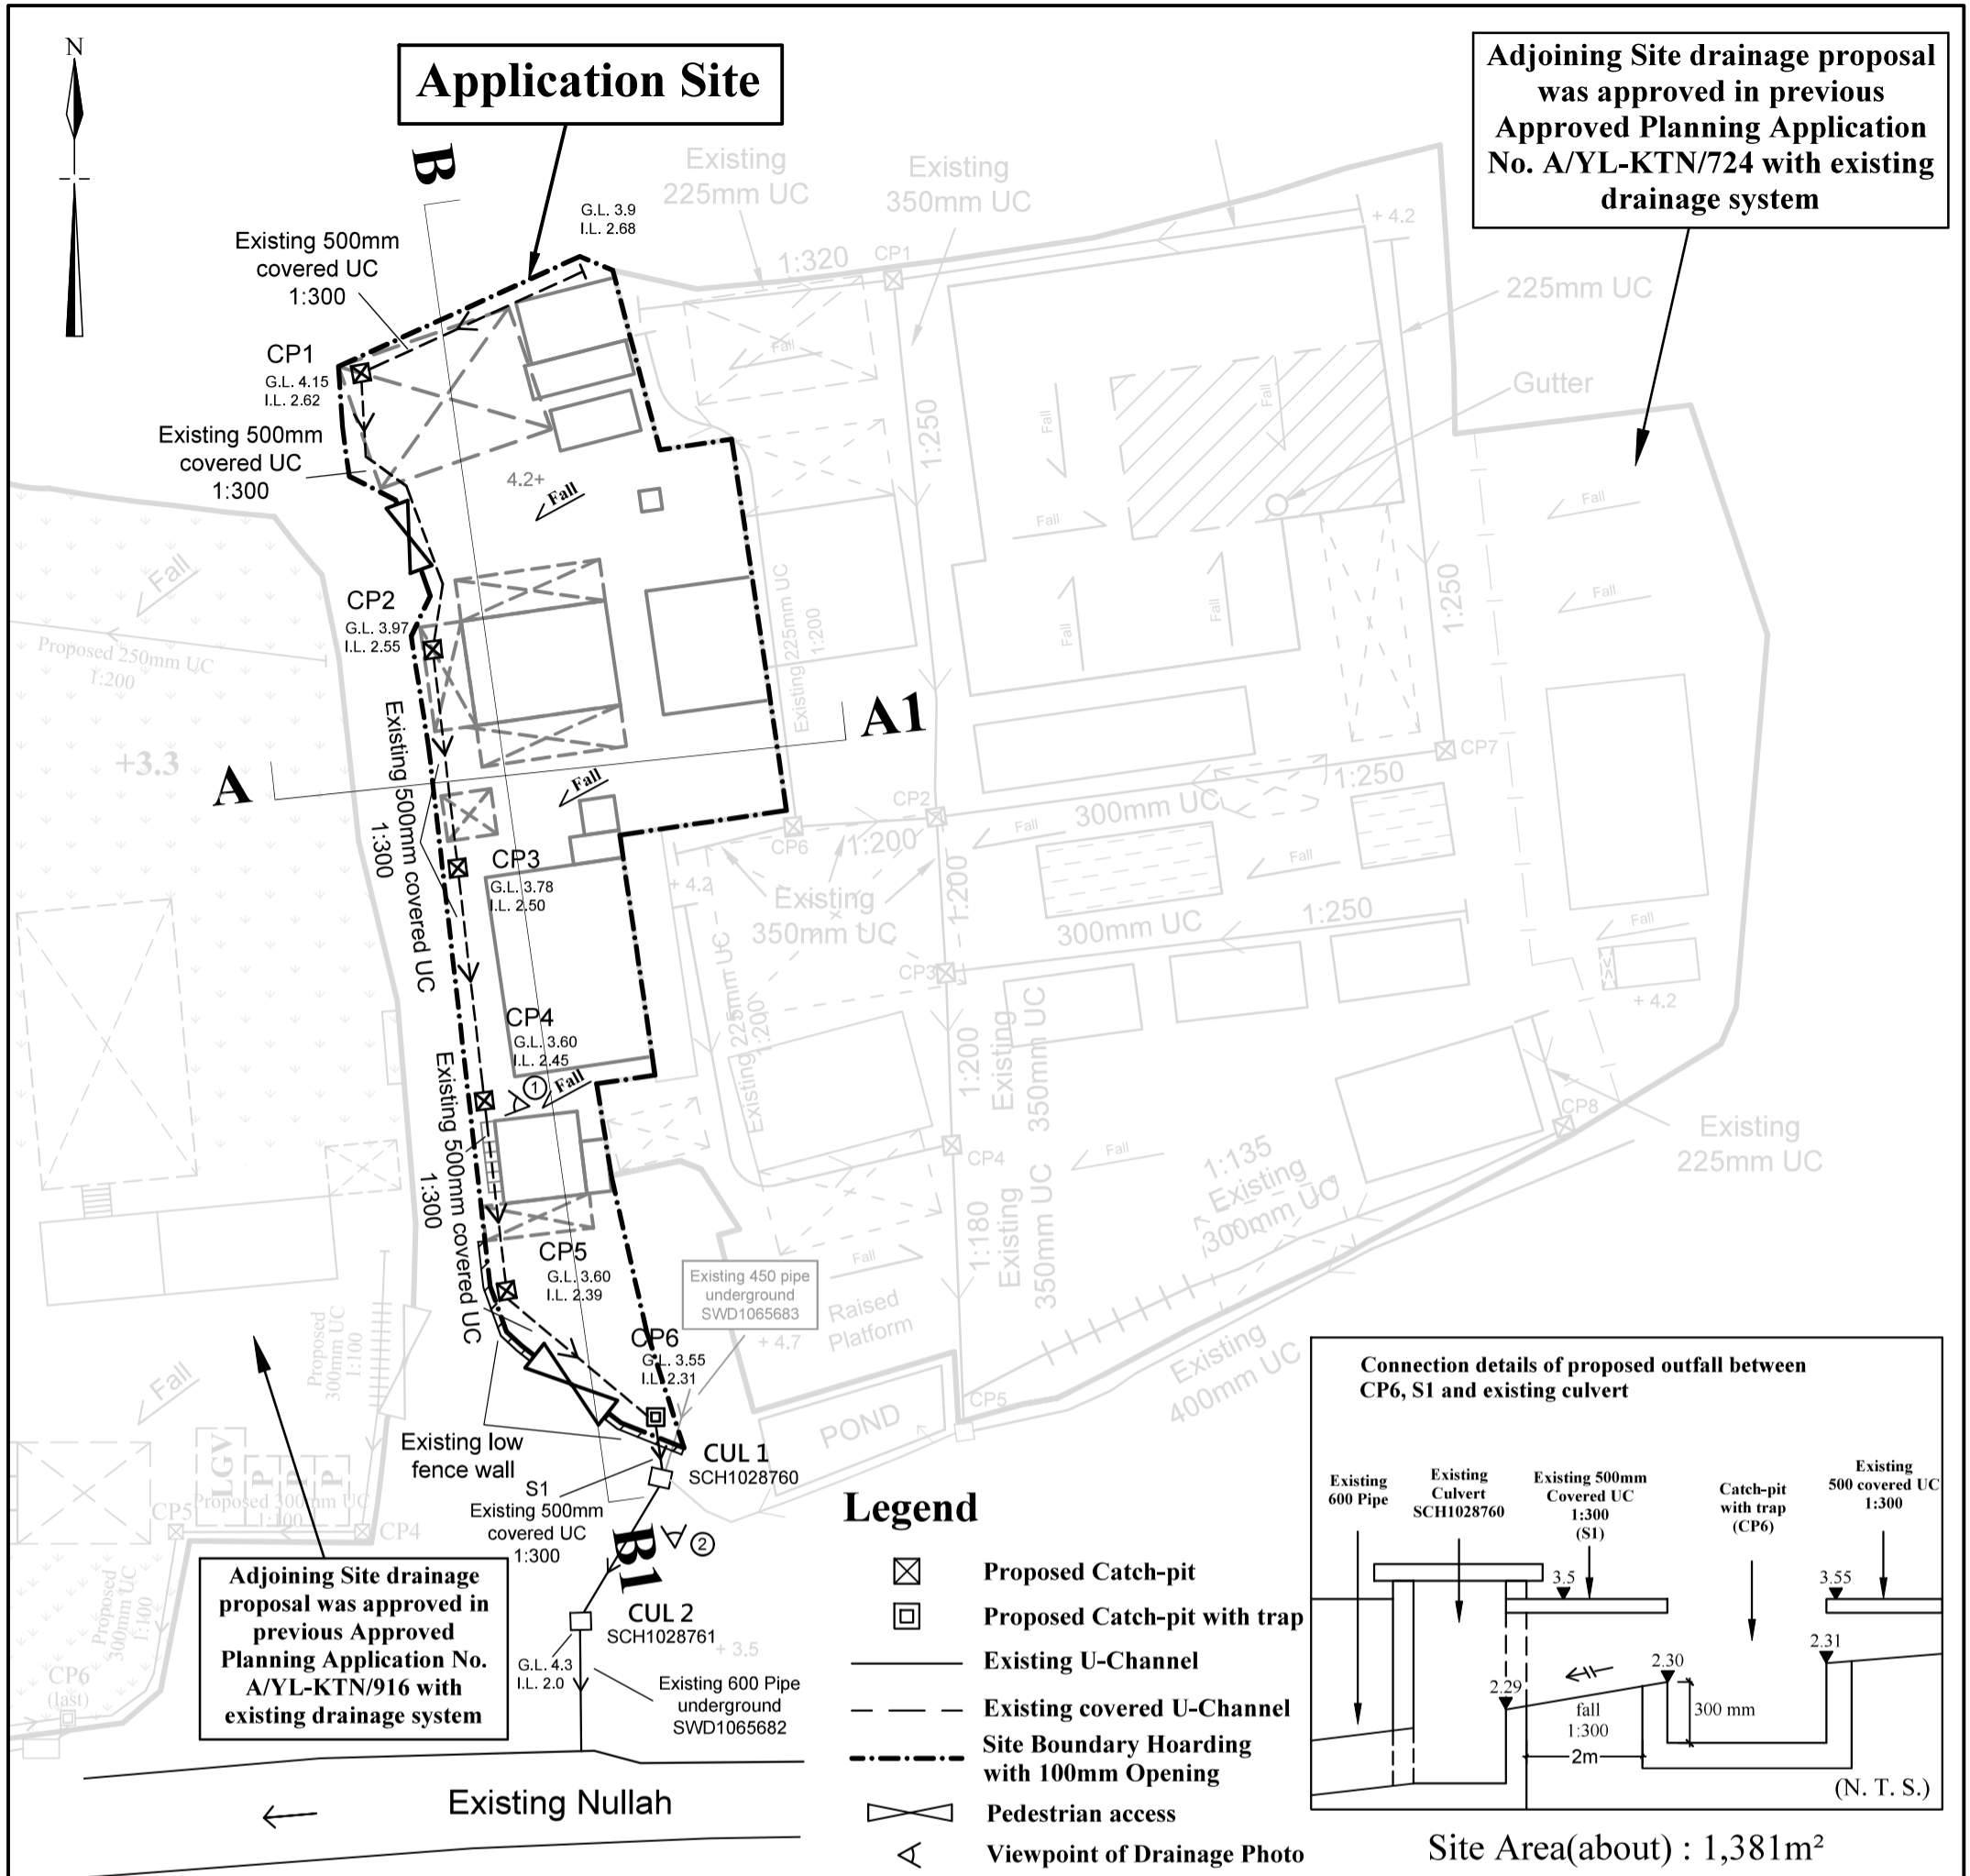 N
Application Site
Adjoining Site drainage proposal
was approved in previous
Approved Planning Application
No. A/YL-KTN/724 with existing
drainage system
B
G.L. 3.9
I.L. 2.68
Existing
225mm UC
Existing
350mm UC
+ 4.2
Existing 500mm
covered UC
1:300
1:320
CP1
225mm UC
CP1
G.L. 4.15
I.L. 2.62
Fall
Gutter
Existing 500mm
covered UC
1:300
1:250
Fall
Fall
4.2+
Fall
Fall
Fall
Fall
CP2
G.L. 3.97
I.L. 2.55
Existing 225mm UC
1:200
Fall
Fall
1:250
Fall
Proposed 250mm UC
1:200
Existing 500mm covered UC
1:300
A1
+3.3
A
Fall
CP7
1:250
CP2
300mm UC
Fall
CP6
1:200
CP3
G.L. 3.78
I.L. 2.50
+ 4.2
Existing
350mm UC
1:200
Fall
1:250
300mm UC
Fall
CP3
+ 4.2
CP4
G.L. 3.60
I.L. 2.45
1
Fall
Existing 225mm UC
1:200
1:200
Existing
350mm UC
CP8
Existing
225mm UC
Existing 500mm covered UC
1:300
CP4
Fall
1:135
Existing
300mm UC
1:180
Existing
350mm UC
CP5
G.L. 3.60
I.L. 2.39
Fall
Existing 450 pipe
underground
SWD1065683
Raised
Platform
+ 4.7
Proposed
300mm UC
1:100
Fall
CP6
G.L. 3.55
I.L. 2.31
Existing
400mm UC
CP5
POND
Existing low
fence wall
CUL 1
SCH1028760
S1
Existing 500mm
covered UC
1:300
LGV
P
P
P
Proposed 300mm UC
1:100
CP5
CP4
B1
2
Proposed
300mm UC
1:100
CP6
(last)
Adjoining Site drainage
proposal was approved in
previous Approved
Planning Application No.
A/YL-KTN/916 with
existing drainage system
CUL 2
SCH1028761
+ 3.5
G.L. 4.3
I.L. 2.0
Existing 600 Pipe
underground
SWD1065682
Existing Nullah
Legend
Proposed Catch-pit
Proposed Catch-pit with trap
Existing U-Channel
Existing covered U-Channel
Site Boundary Hoarding
with 100mm Opening
Pedestrian access
Viewpoint of Drainage Photo
Connection details of proposed outfall between
CP6, S1 and existing culvert
Existing
600 Pipe
Existing
Culvert
SCH1028760
Existing 500mm
Covered UC
1:300
(S1)
Catch-pit
with trap
(CP6)
Existing
500 covered UC
1:300
3.5
3.55
2.29
2.30
2.31
fall
1:300
300 mm
2m
(N. T. S.)
Site Area(about) : 1,381m²